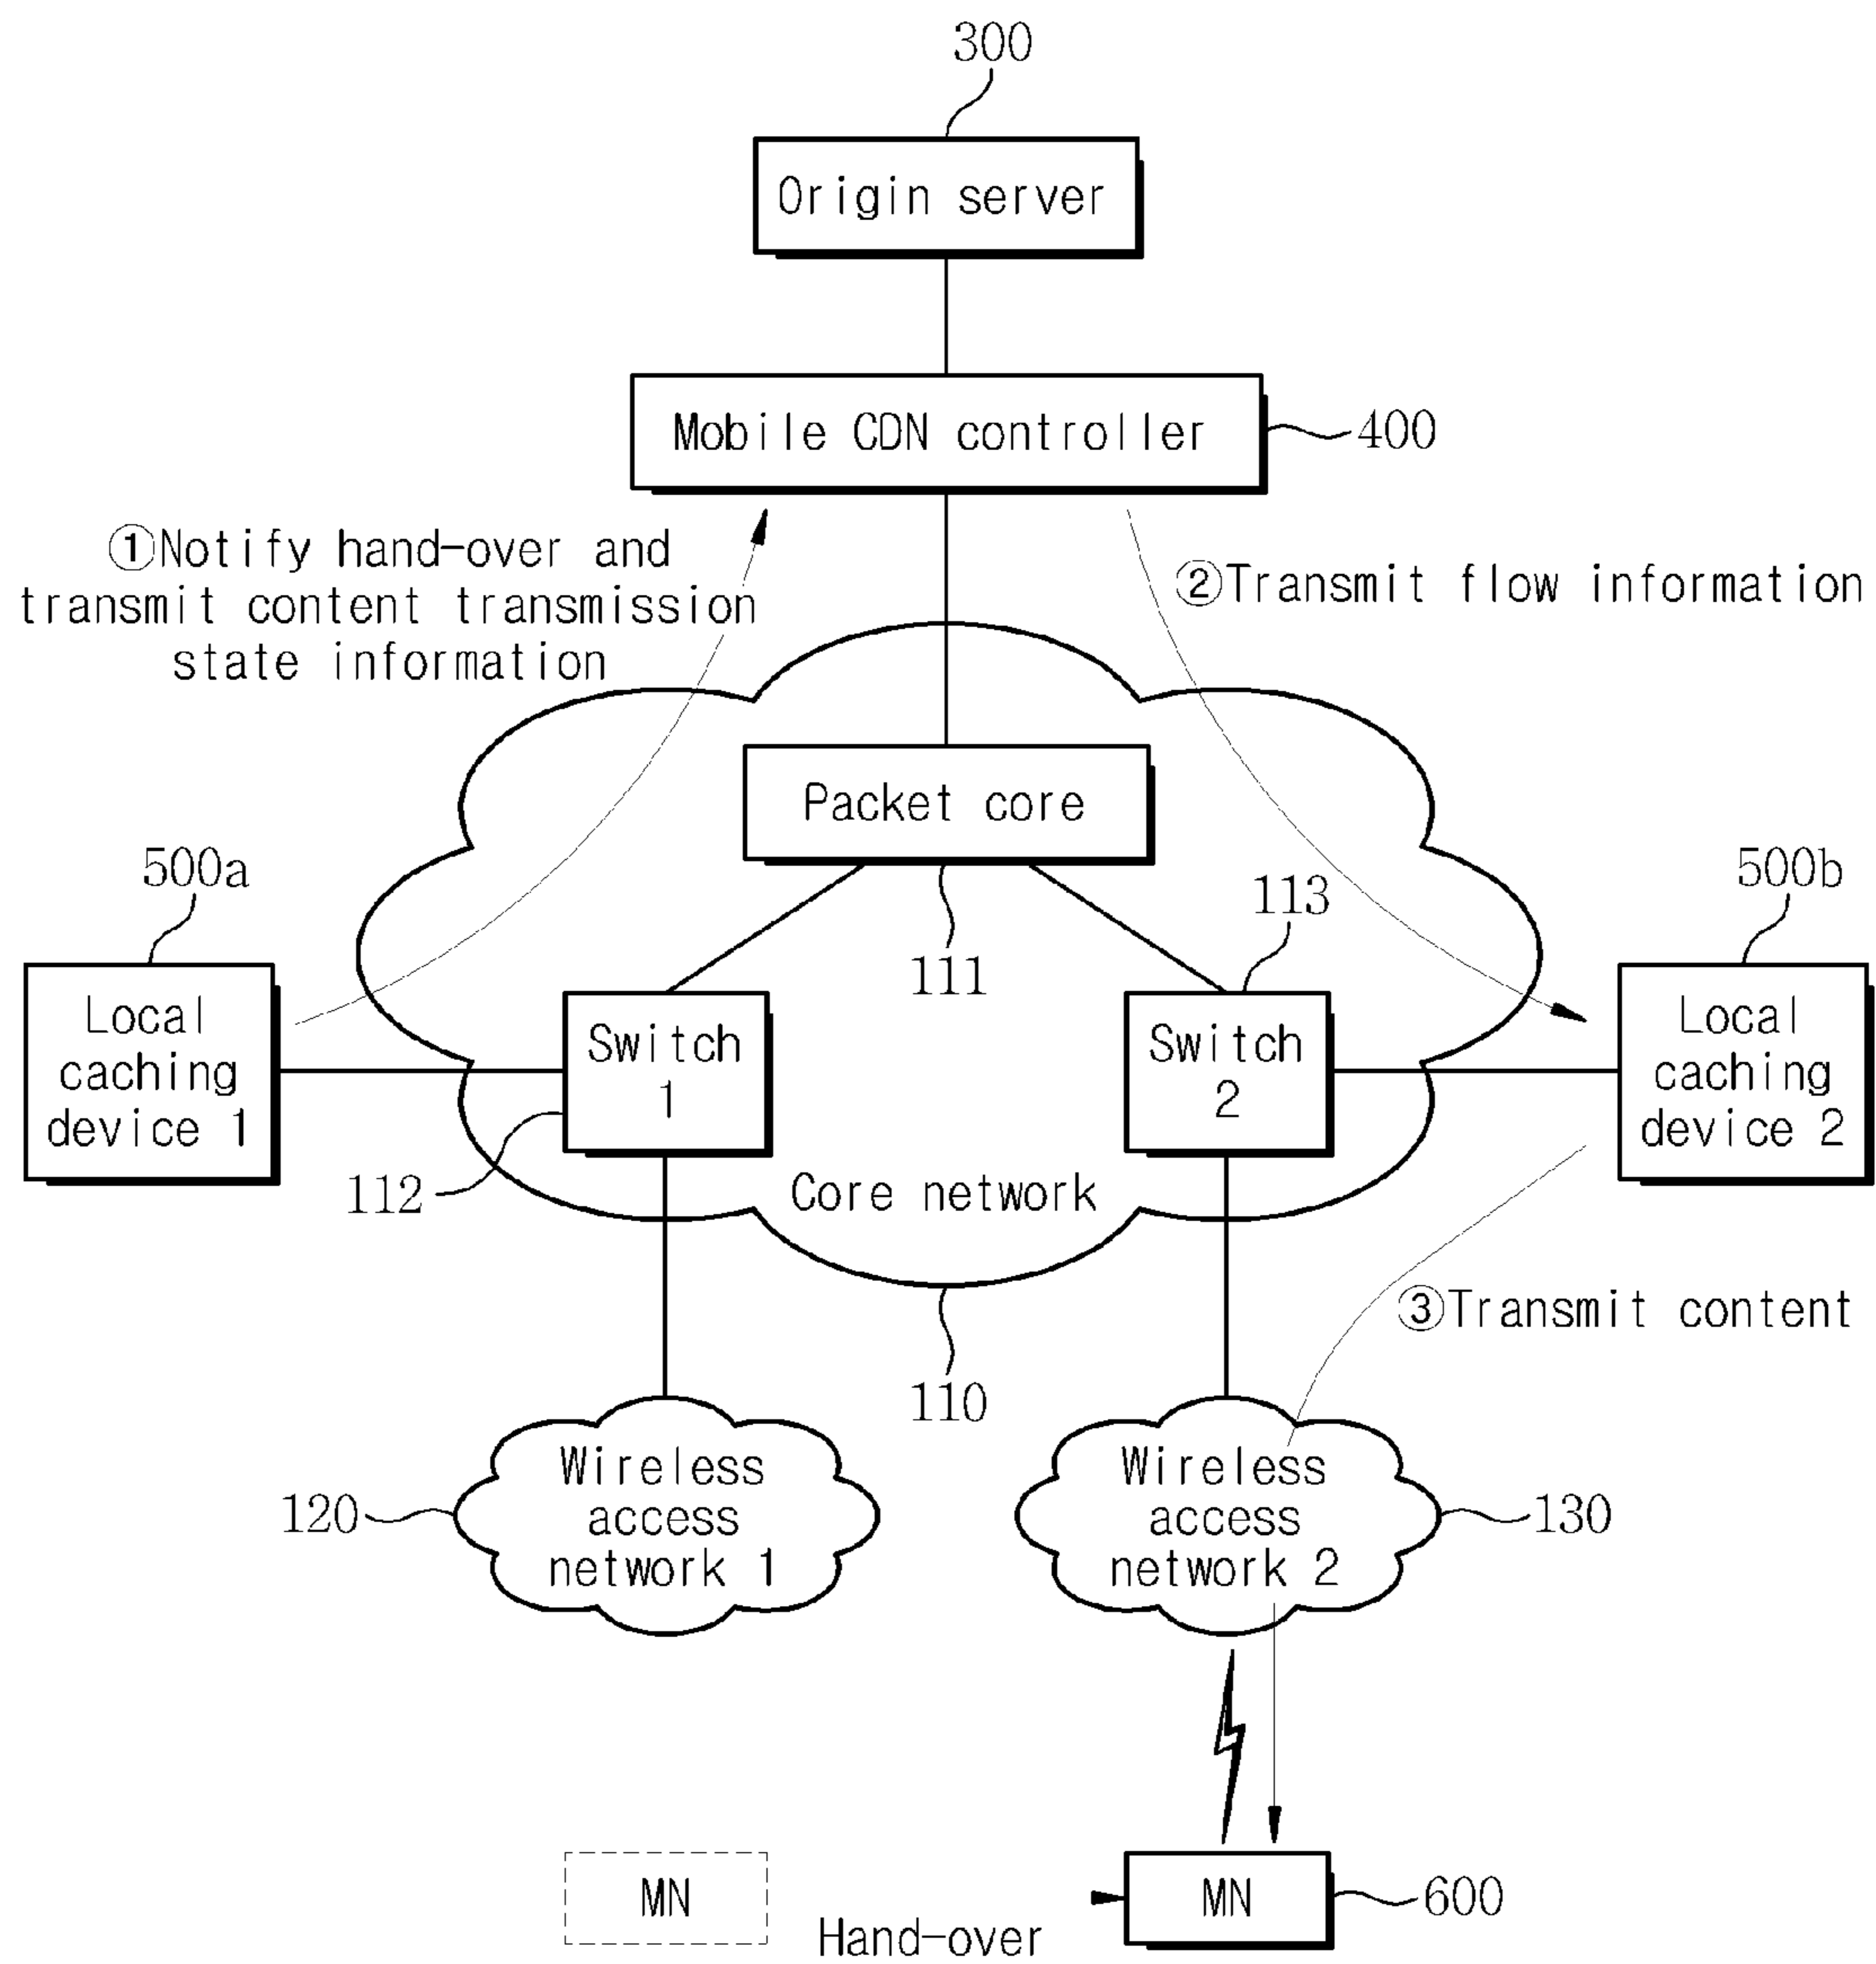 300
Origin server
Mobile CDN controller
400
①Notify hand-over and
transmit content transmission
state information
②Transmit flow information
Packet core
500a
500b
113
111
Local
caching
device 1
Switch
1
Switch
2
Local
caching
device 2
112
Core network
③Transmit content
110
Wireless
access
network 1
120
Wireless
access
network 2
130
MN
Hand-over
MN
600